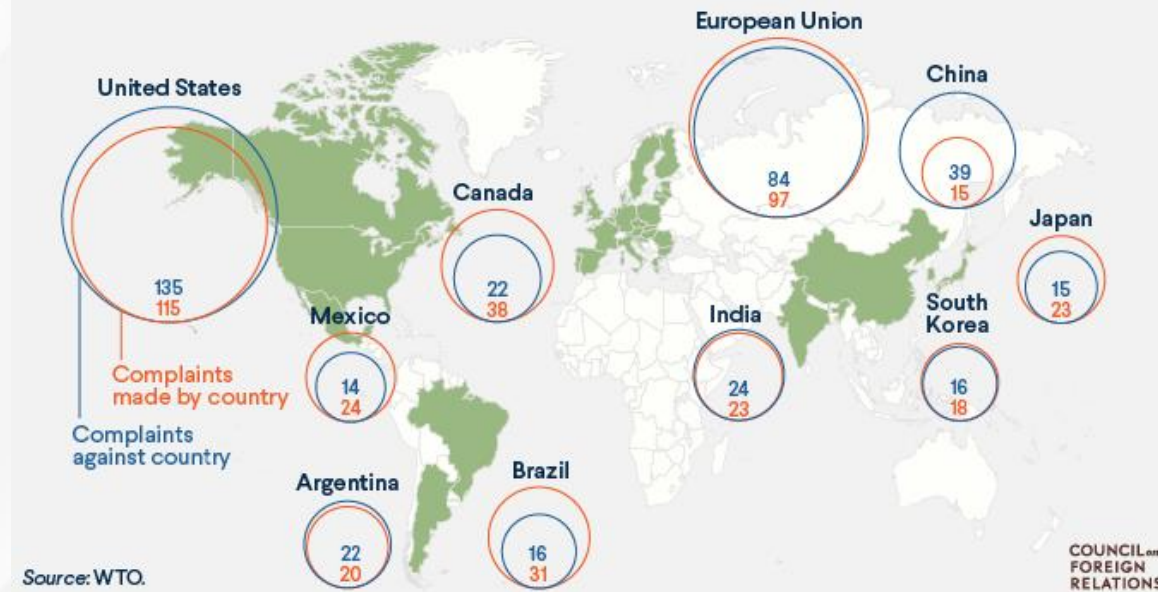 European Union
84
97
China
39
15
United States
135
115
Complaints
made by country
Complaints
against country
Canada
22
38
Japan
15
23
Mexico
14
24
India
24
23
South
Korea
16
18
Argentina
22
20
Brazil
16
31
Source: WTO.
COUNCIL on
FOREIGN
RELATIONS